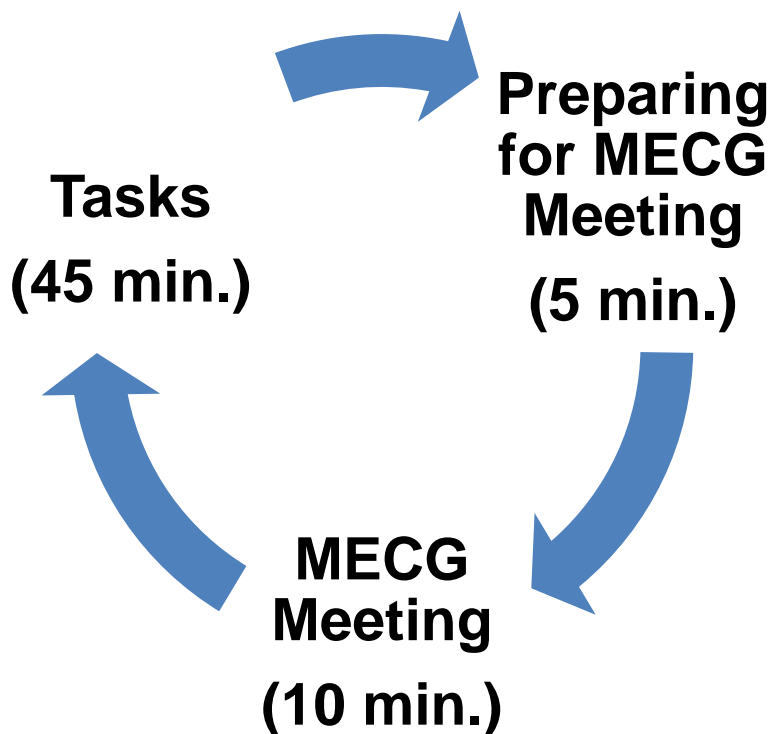 Tasks
(45 min.)
Preparing
for MECG
Meeting
(5 min.)
MECG
Meeting
(10 min.)